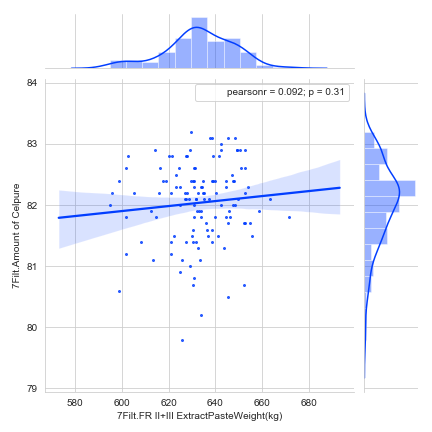 84
pearsonr = 0.092; p = 0.31
83
82
81
80
79
7Filt.Amount of Celpure
580 600 620 640 660 680
7Filt.FR II+III ExtractPasteWeight(kg)